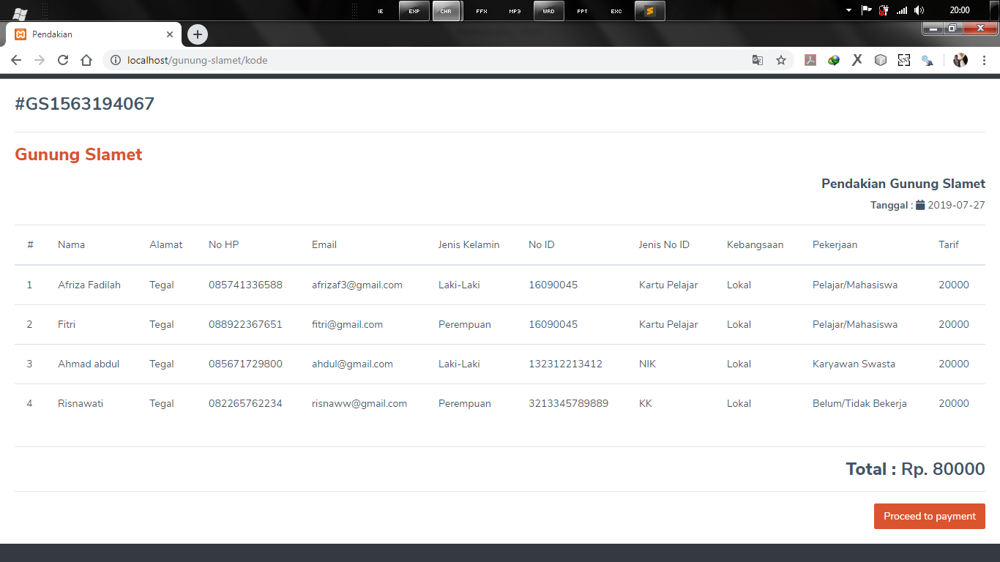 IE EXP CHR FFX MP3 WRD PPT EXC 20:00
Pendakian
localhost/gunung-slamet/kode
#GS1563194067
Gunung Slamet
Pendakian Gunung Slamet
Tanggal : 2019-07-27
# Nama Alamat No HP Email Jenis Kelamin No ID Jenis No ID Kebangsaan Pekerjaan Tarif
1 Afriza Fadilah Tegal 085741336588 afrizaf3@gmail.com Laki-Laki 16090045 Kartu Pelajar Lokal Pelajar/Mahasiswa 20000
2 Fitri Tegal 088922367651 fitri@gmail.com Perempuan 16090045 Kartu Pelajar Lokal Pelajar/Mahasiswa 20000
3 Ahmad abdul Tegal 085671729800 ahdul@gmail.com Laki-Laki 132312213412 NIK Lokal Karyawan Swasta 20000
4 Risnawati Tegal 082265762234 risnaww@gmail.com Perempuan 3213345789889 KK Lokal Belum/Tidak Bekerja 20000
Total : Rp. 80000
Proceed to payment